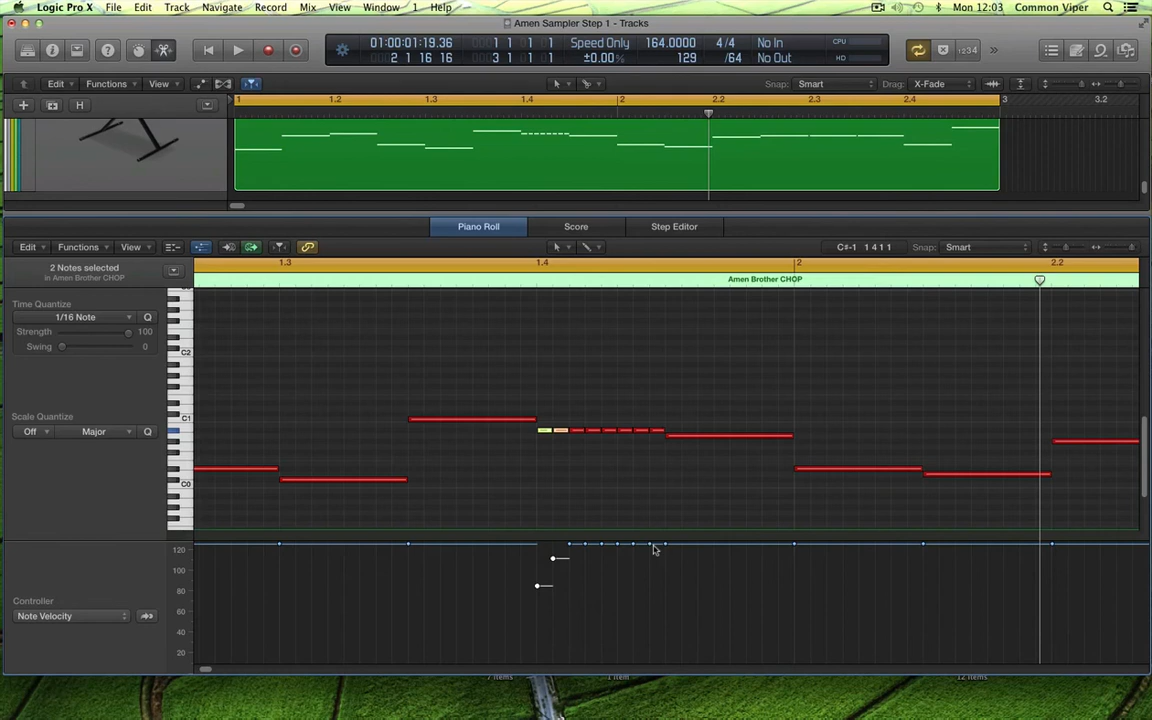 Logic Pro X File Edit Track Navigate Record Mix View Window 1 Help Mon 12:03 Common Viper
Amen Sampler Step 1 - Tracks
01:00:01:19.36 1 1 1 1 Speed Only 164.0000 4/4 No In CPU
2 1 16 16 3 1 1 1 ±0.00% 129 /64 No Out HD
1234
Edit Functions View Snap: Smart Drag: X-Fade
H 1 1.2 1.3 1.4 2 2.2 2.3 2.4 3 3.2
Piano Roll Score Step Editor
Edit Functions View C#-1 1 4 1 1 Snap: Smart
2 Notes selected
in Amen Brother CHOP
1.3 1.4 2 2.2
Amen Brother CHOP
Time Quantize
1/16 Note Q
Strength 100
Swing 0
C2
Scale Quantize
Off Major Q
C1
C0
120
100
80
60
40
20
Controller
Note Velocity
7 items 1 item 12 items